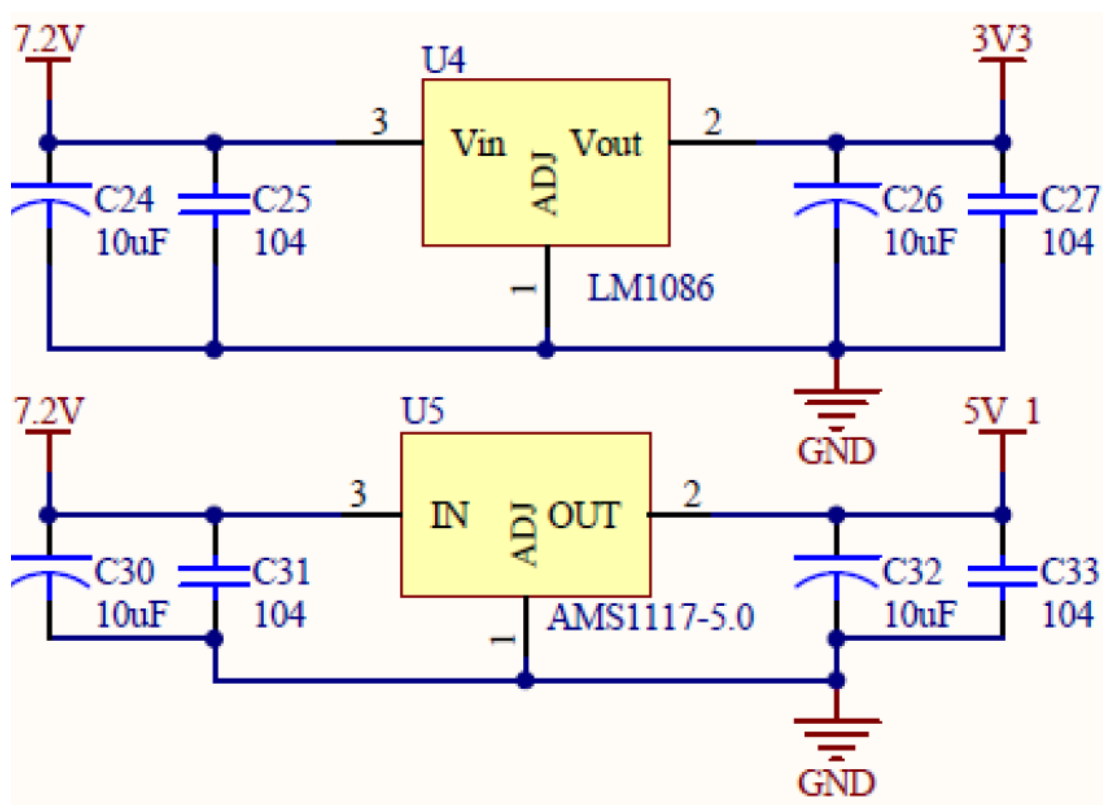 7.2V
3V3
U4
3
Vin
Vout
ADJ
2
C24
10uF
C25
104
C26
10uF
C27
104
1
LM1086
GND
7.2V
5V_1
U5
3
IN
OUT
ADJ
2
C30
10uF
C31
104
C32
10uF
C33
104
1
AMS1117-5.0
GND